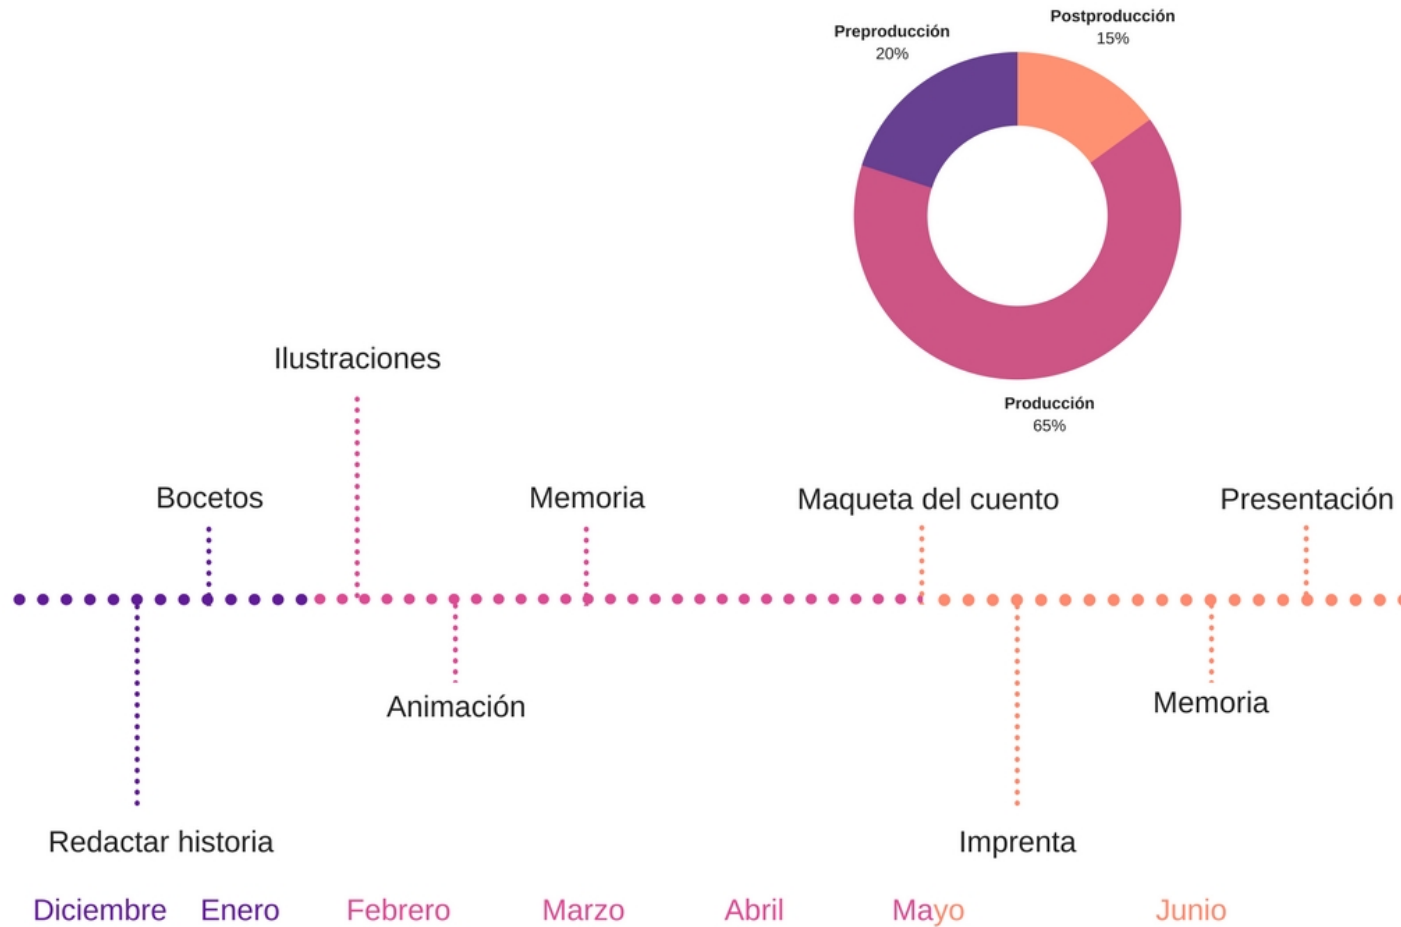 Postproducción
15%
Preproducción
20%
Producción
65%
Ilustraciones
Bocetos
Memoria
Maqueta del cuento
Presentación
Animación
Memoria
Redactar historia
Imprenta
Diciembre Enero Febrero Marzo Abril Mayo Junio